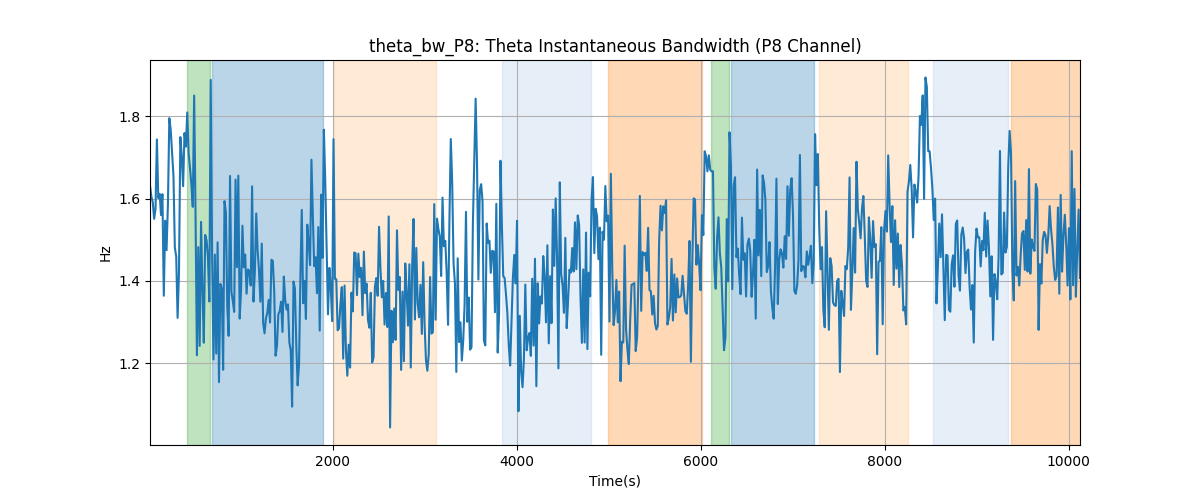 theta_bw_P8: Theta Instantaneous Bandwidth (P8 Channel)
1.8
1.6
1.4
1.2
Hz
2000 4000 6000 8000 10000
Time(s)